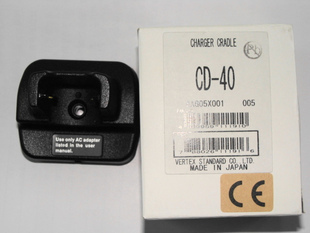 CHARGER CRADLE
CD-40
005
VERTEX STANDARD CO. LTD.
MADE IN JAPAN
CE
Use only AC adapter
listed in the user
manual.